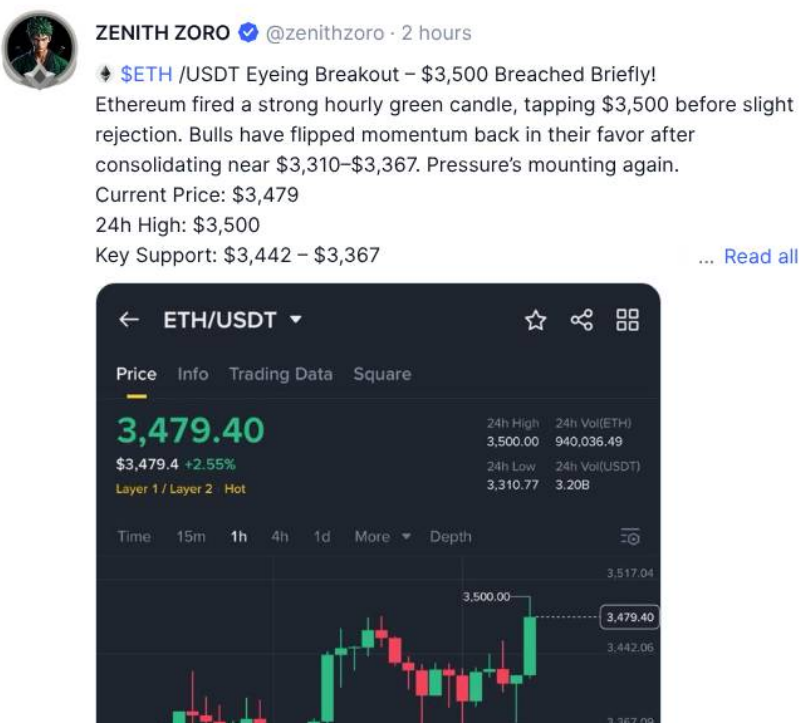 ZENITH ZORO @zenithzoro · 2 hours
$ETH /USDT Eyeing Breakout – $3,500 Breached Briefly!
Ethereum fired a strong hourly green candle, tapping $3,500 before slight
rejection. Bulls have flipped momentum back in their favor after
consolidating near $3,310–$3,367. Pressure’s mounting again.
Current Price: $3,479
24h High: $3,500
Key Support: $3,442 – $3,367 ... Read all
ETH/USDT
Price Info Trading Data Square
3,479.40
24h High 24h Vol(ETH)
3,500.00 940,036.49
$3,479.4 +2.55%
24h Low 24h Vol(USDT)
3,310.77 3.20B
Layer 1 / Layer 2 Hot
Time 15m 1h 4h 1d More Depth
3,517.04
3,500.00
3,479.40
3,442.06
3,367.09